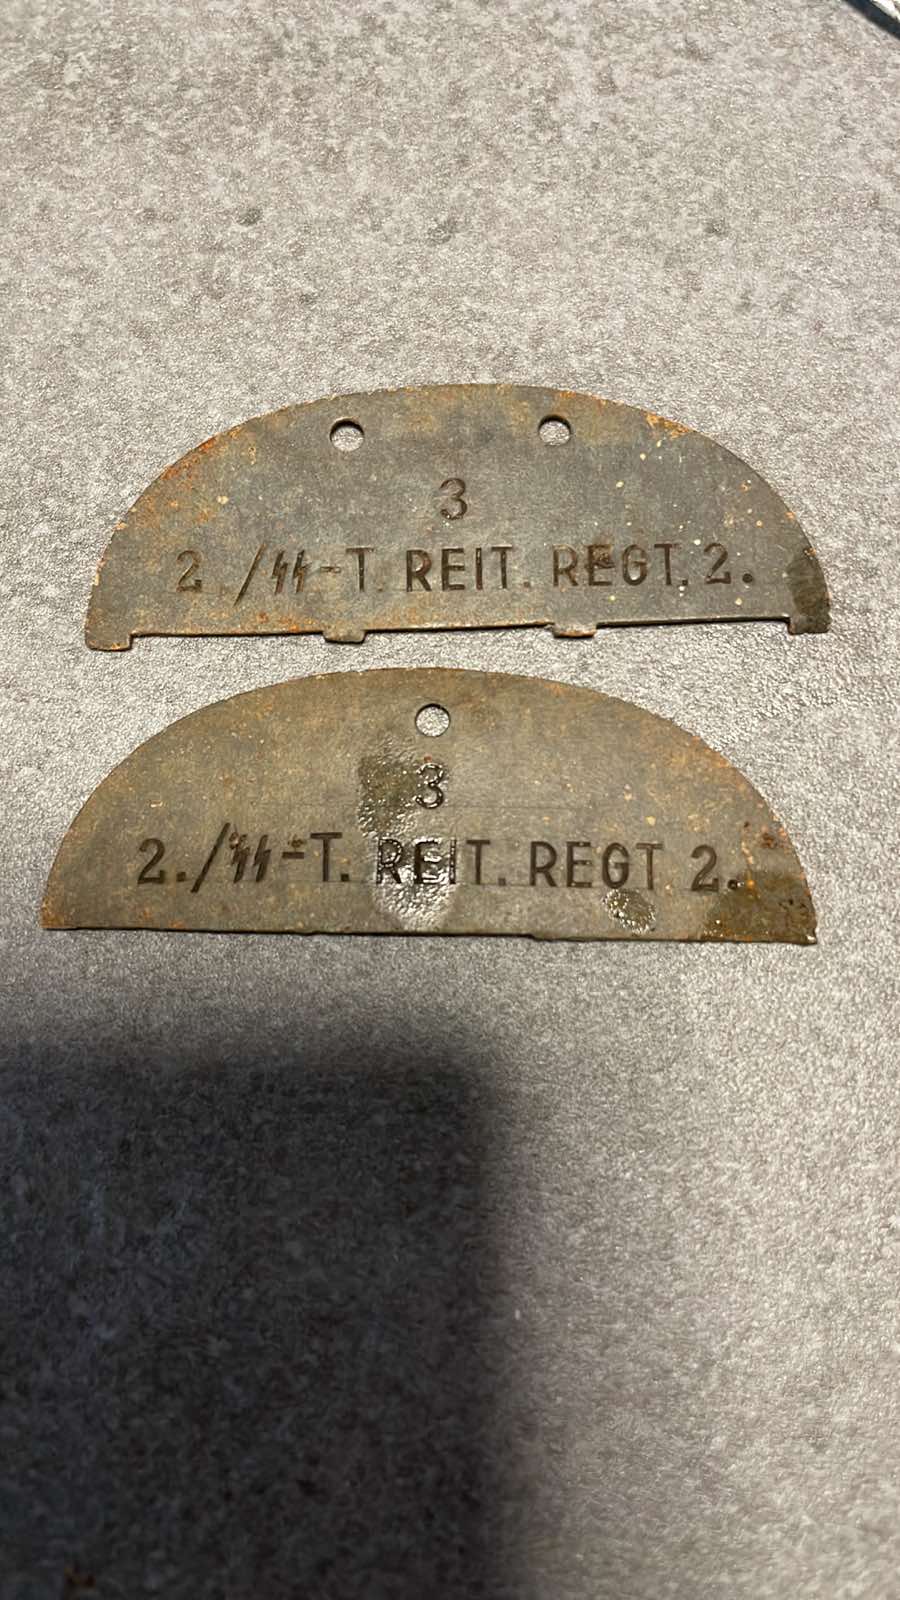 3
2./ᛋᛋ-T. REIT. REGT. 2.
3
2./ᛋᛋ-T. REIT. REGT 2.